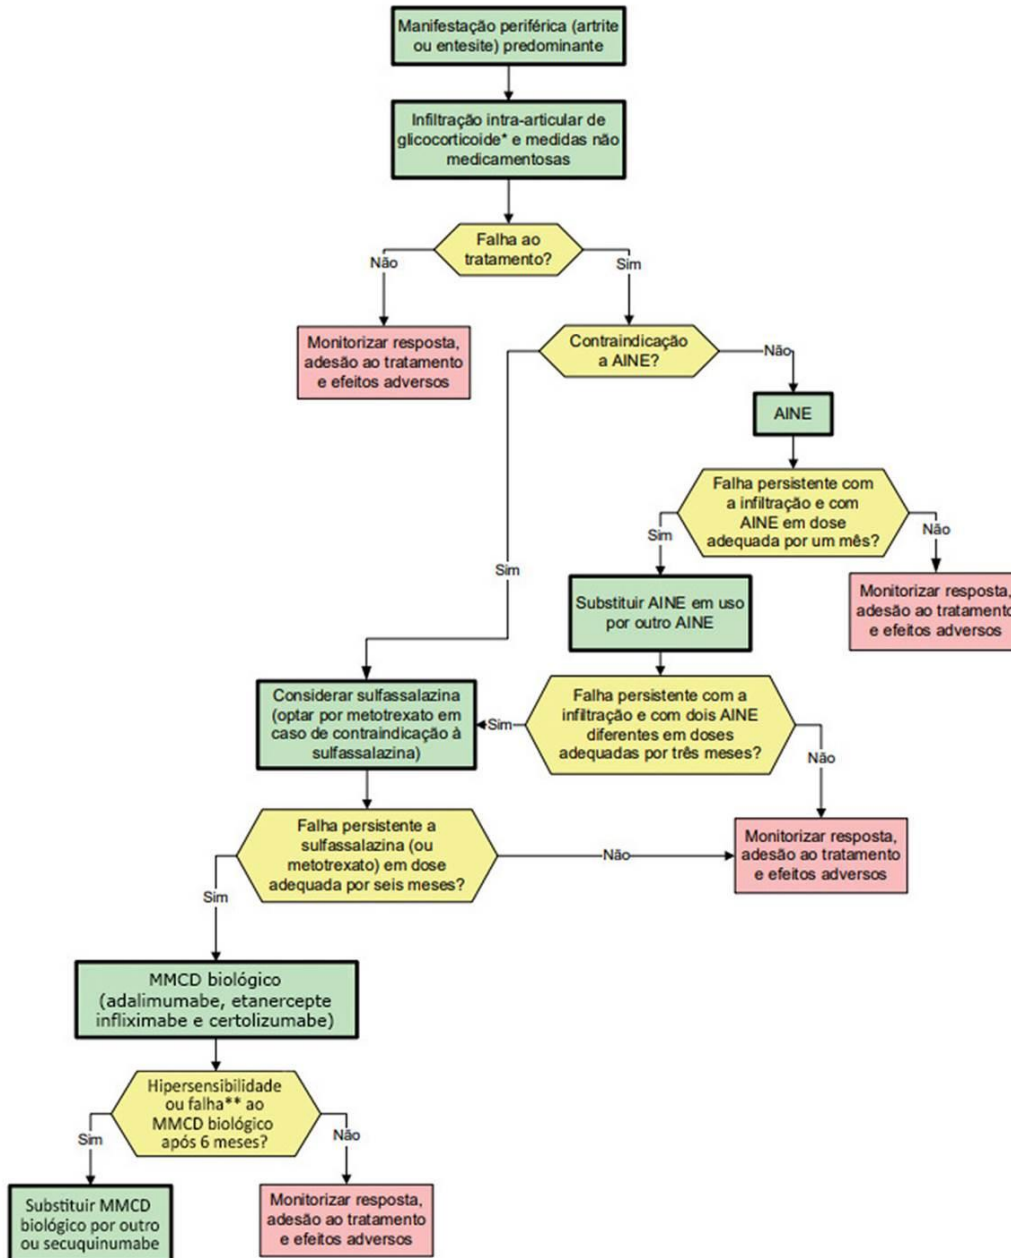 Manifestação periférica (artrite
ou entesite) predominante
Infiltração intra-articular de
glicocorticoide* e medidas não
medicamentosas
Falha ao
tratamento?
Não
Sim
Monitorizar resposta,
adesão ao tratamento
e efeitos adversos
Contraindicação
a AINE?
Não
AINE
Falha persistente com
a infiltração e com
AINE em dose
adequada por um mês?
Sim
Não
Sim
Substituir AINE em uso
por outro AINE
Monitorizar resposta,
adesão ao tratamento
e efeitos adversos
Considerar sulfassalazina
(optar por metotrexato em
caso de contraindicação à
sulfassalazina)
Sim
Falha persistente com a
infiltração e com dois AINE
diferentes em doses
adequadas por três meses?
Não
Falha persistente a
sulfassalazina (ou
metotrexato) em dose
adequada por seis meses?
Não
Monitorizar resposta,
adesão ao tratamento
e efeitos adversos
Sim
MMCD biológico
(adalimumabe, etanercepte
infliximabe e certolizumabe)
Hipersensibilidade
ou falha** ao
MMCD biológico
após 6 meses?
Sim
Não
Substituir MMCD
biológico por outro
ou secuquinumabe
Monitorizar resposta,
adesão ao tratamento
e efeitos adversos